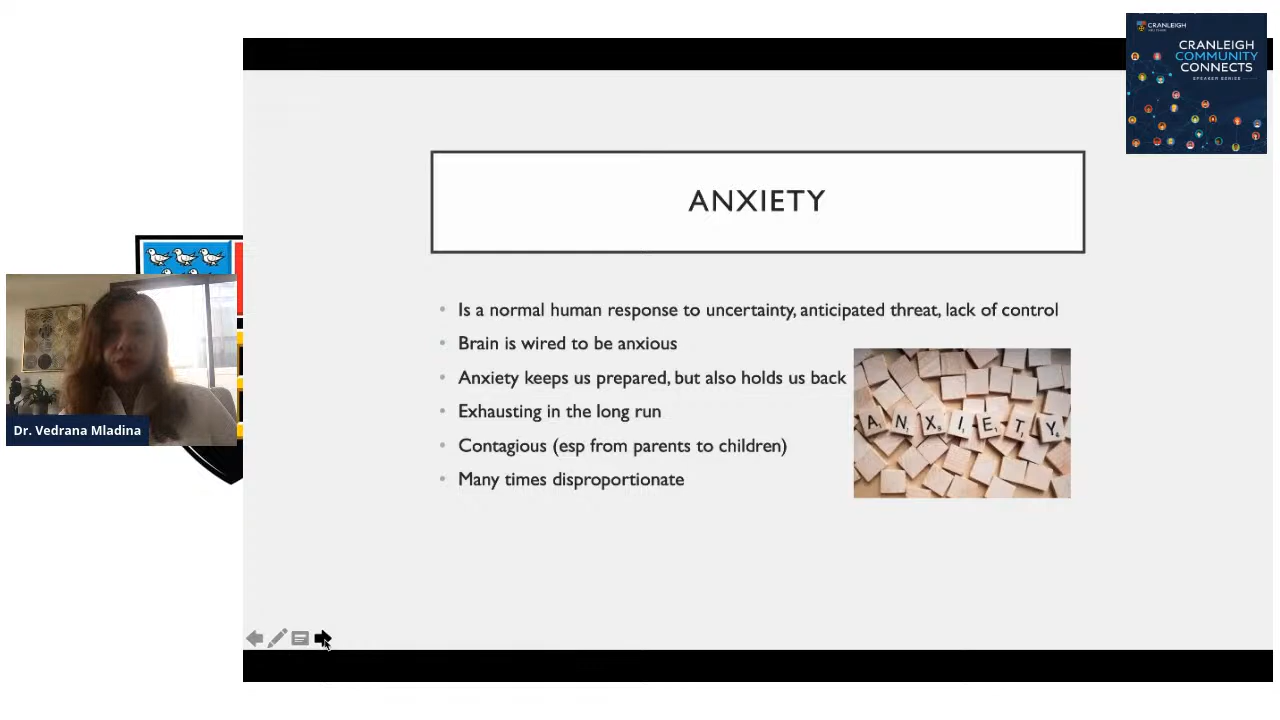 CRANLEIGH
CRANLEIGH
COMMUNITY
CONNECTS
SPEAKER SERIES
ANXIETY
Is a normal human response to uncertainty, anticipated threat, lack of control
Brain is wired to be anxious
Anxiety keeps us prepared, but also holds us back
Exhausting in the long run
Contagious (esp from parents to children)
Many times disproportionate
ANXIETY
Dr. Vedrana Mladina